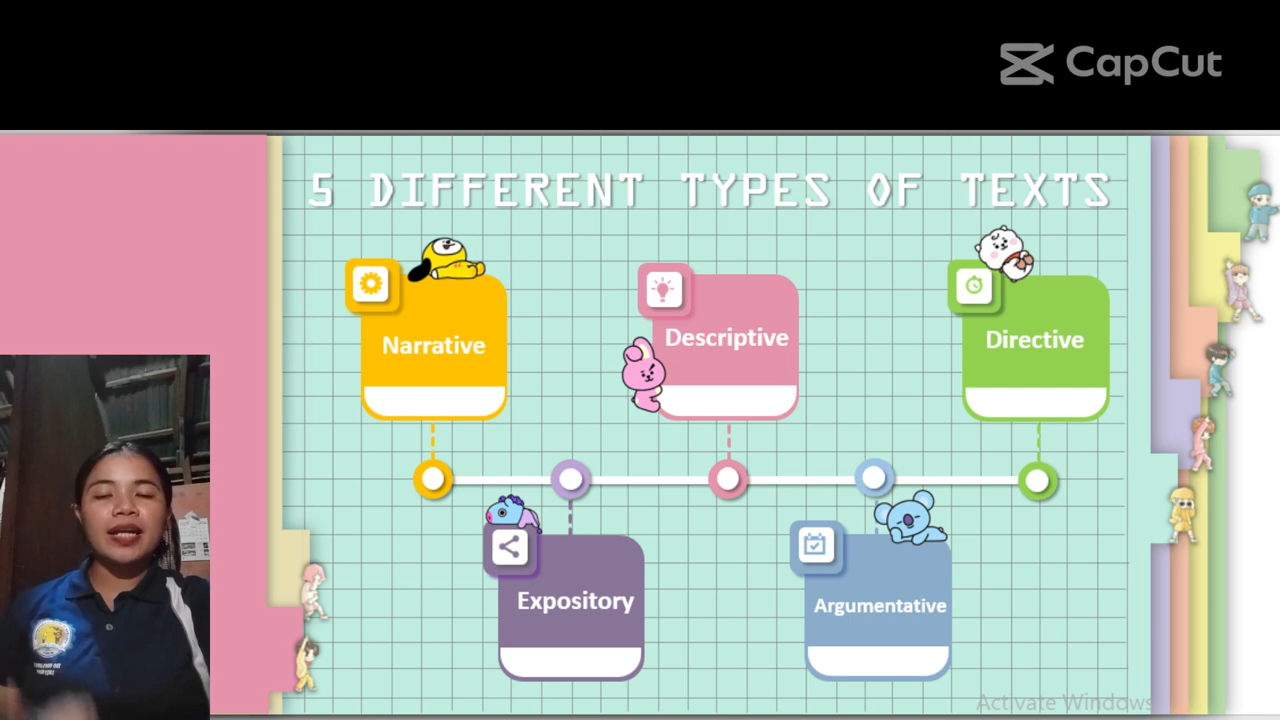 CapCut
5 DIFFERENT TYPES OF TEXTS
Narrative
Descriptive
Directive
Expository
Argumentative
Activate Windows